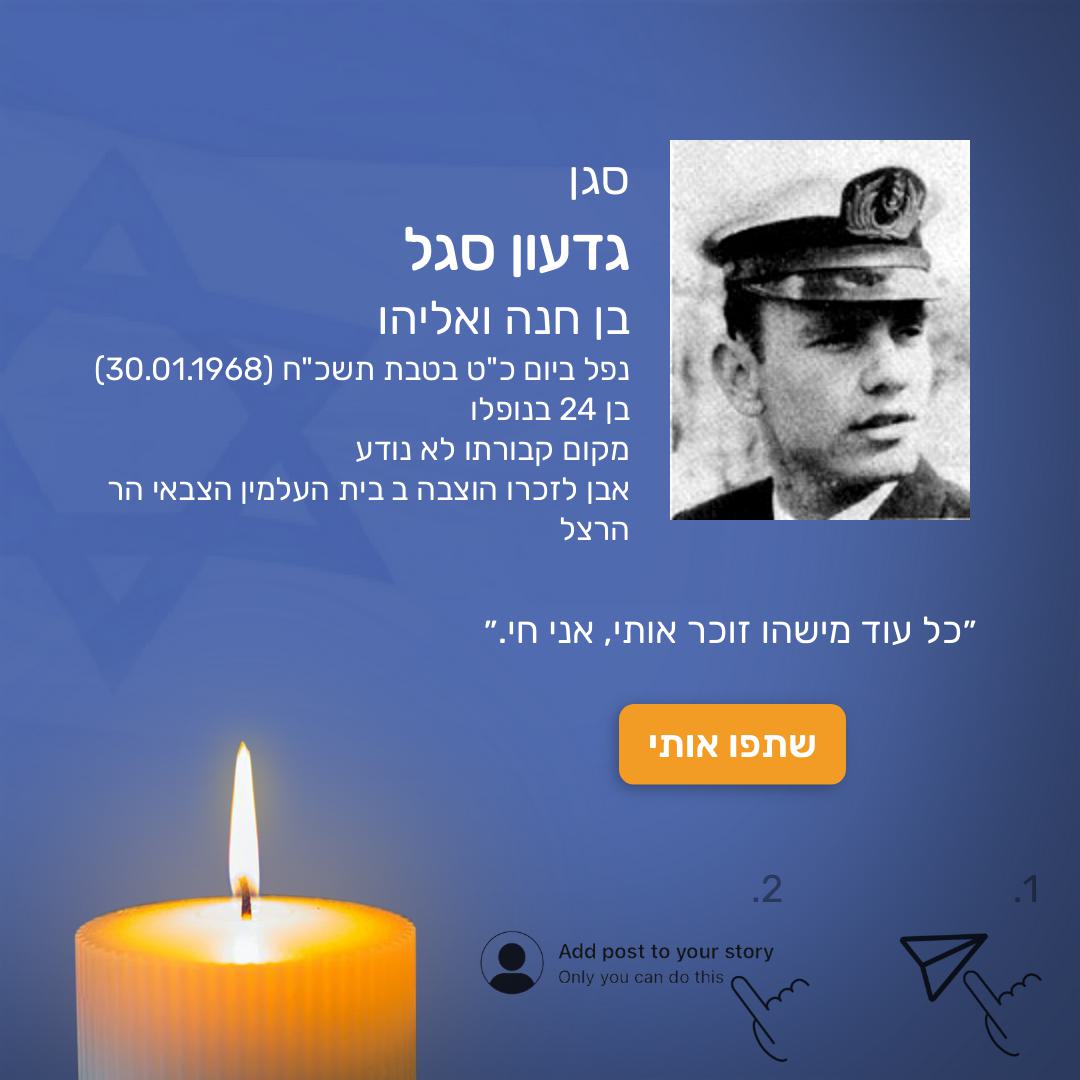 סגן
גדעון סגל
בן חנה ואליהו
נפל ביום כ"ט בטבת תשכ"ח (30.01.1968)
בן 24 בנופלו
מקום קבורתו לא נודע
אבן לזכרו הוצבה ב בית העלמין הצבאי הר
הרצל
״כל עוד מישהו זוכר אותי, אני חי.״
שתפו אותי
.1
.2
Add post to your story
Only you can do this